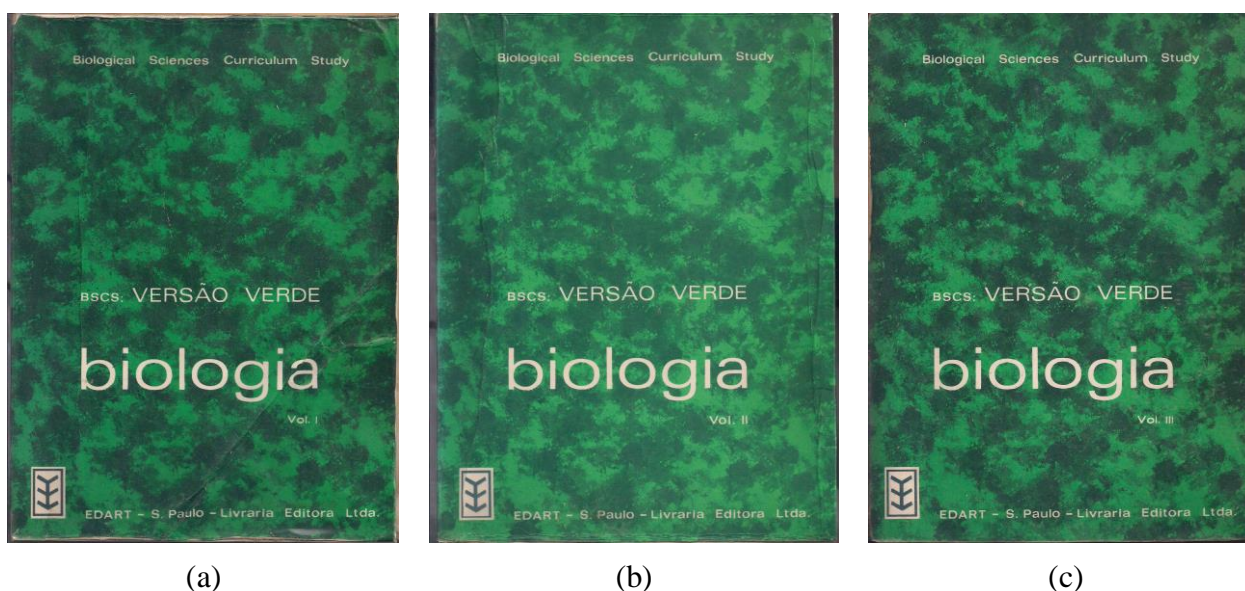 Biological Sciences Curriculum Study
BSCS: VERSÃO VERDE
biologia
Vol. I
EDART – S. Paulo – Livraria Editora Ltda.
(a)
Biological Sciences Curriculum Study
BSCS: VERSÃO VERDE
biologia
Vol. II
EDART – S. Paulo – Livraria Editora Ltda.
(b)
Biological Sciences Curriculum Study
BSCS: VERSÃO VERDE
biologia
Vol. III
EDART – S. Paulo – Livraria Editora Ltda.
(c)